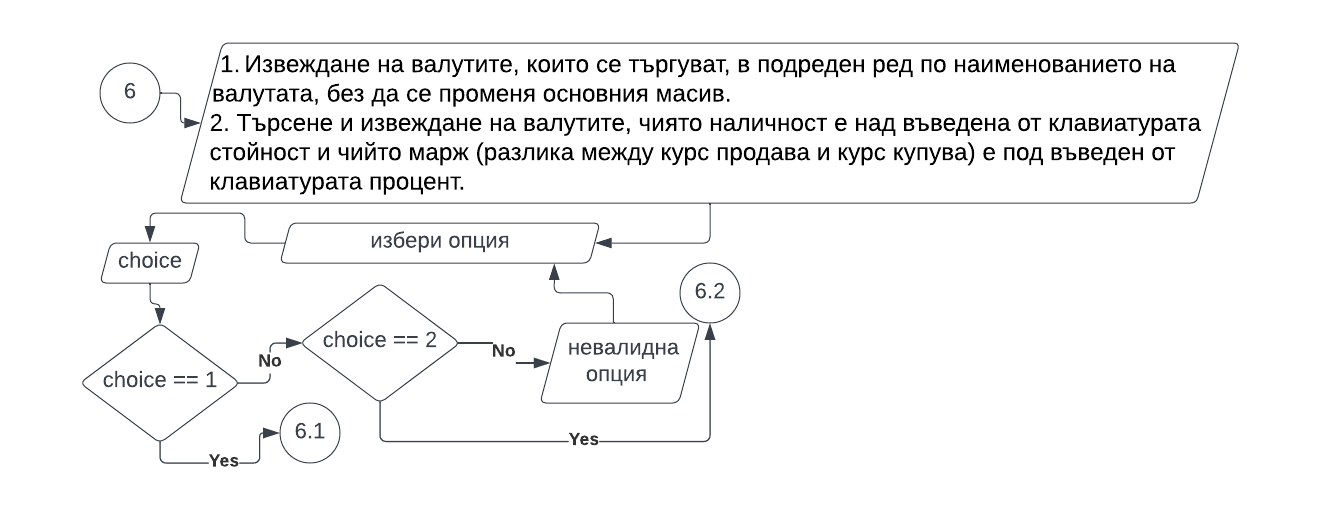 6
1. Извеждане на валутите, които се търгуват, в подреден ред по наименованието на
валутата, без да се променя основния масив.
2. Търсене и извеждане на валутите, чиято наличност е над въведена от клавиатурата
стойност и чийто марж (разлика между курс продава и курс купува) е под въведен от
клавиатурата процент.
избери опция
choice
6.2
choice == 2
No
невалидна
опция
No
choice == 1
6.1
Yes
Yes